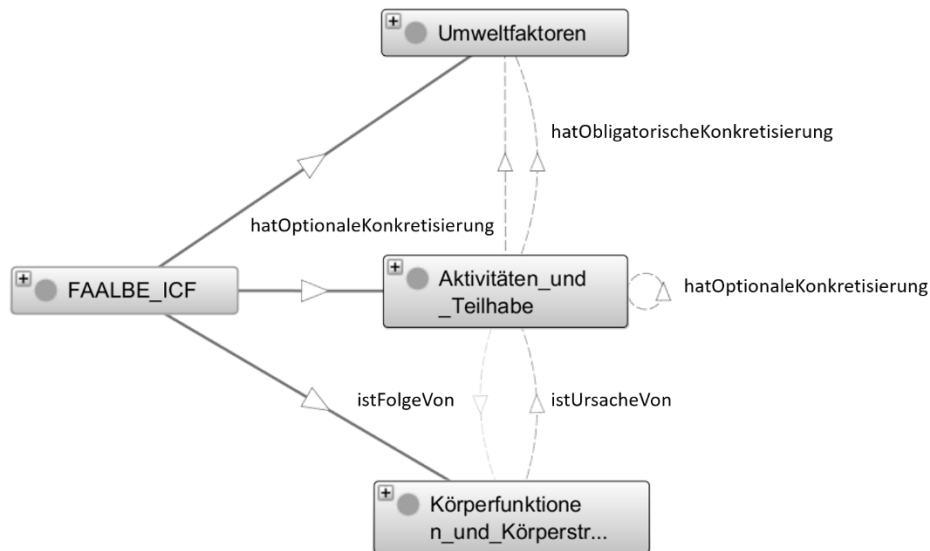 Umweltfaktoren
hatObligatorischeKonkretisierung
hatOptionaleKonkretisierung
FAALBE_ICF
Aktivitäten_und
_Teilhabe
hatOptionaleKonkretisierung
istFolgeVon
istUrsacheVon
Körperfunktione
n_und_Körperstr...